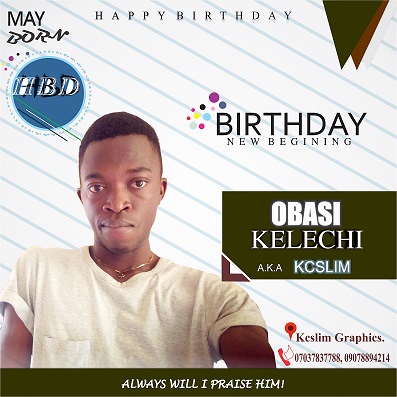 HAPPY BIRTHDAY
MAY
BORN
HBD
BIRTHDAY
NEW BEGINING
OBASI
KELECHI
A.K.A KCSLIM
Kcslim Graphics.
07037837788, 09078894214
ALWAYS WILL I PRAISE HIM!